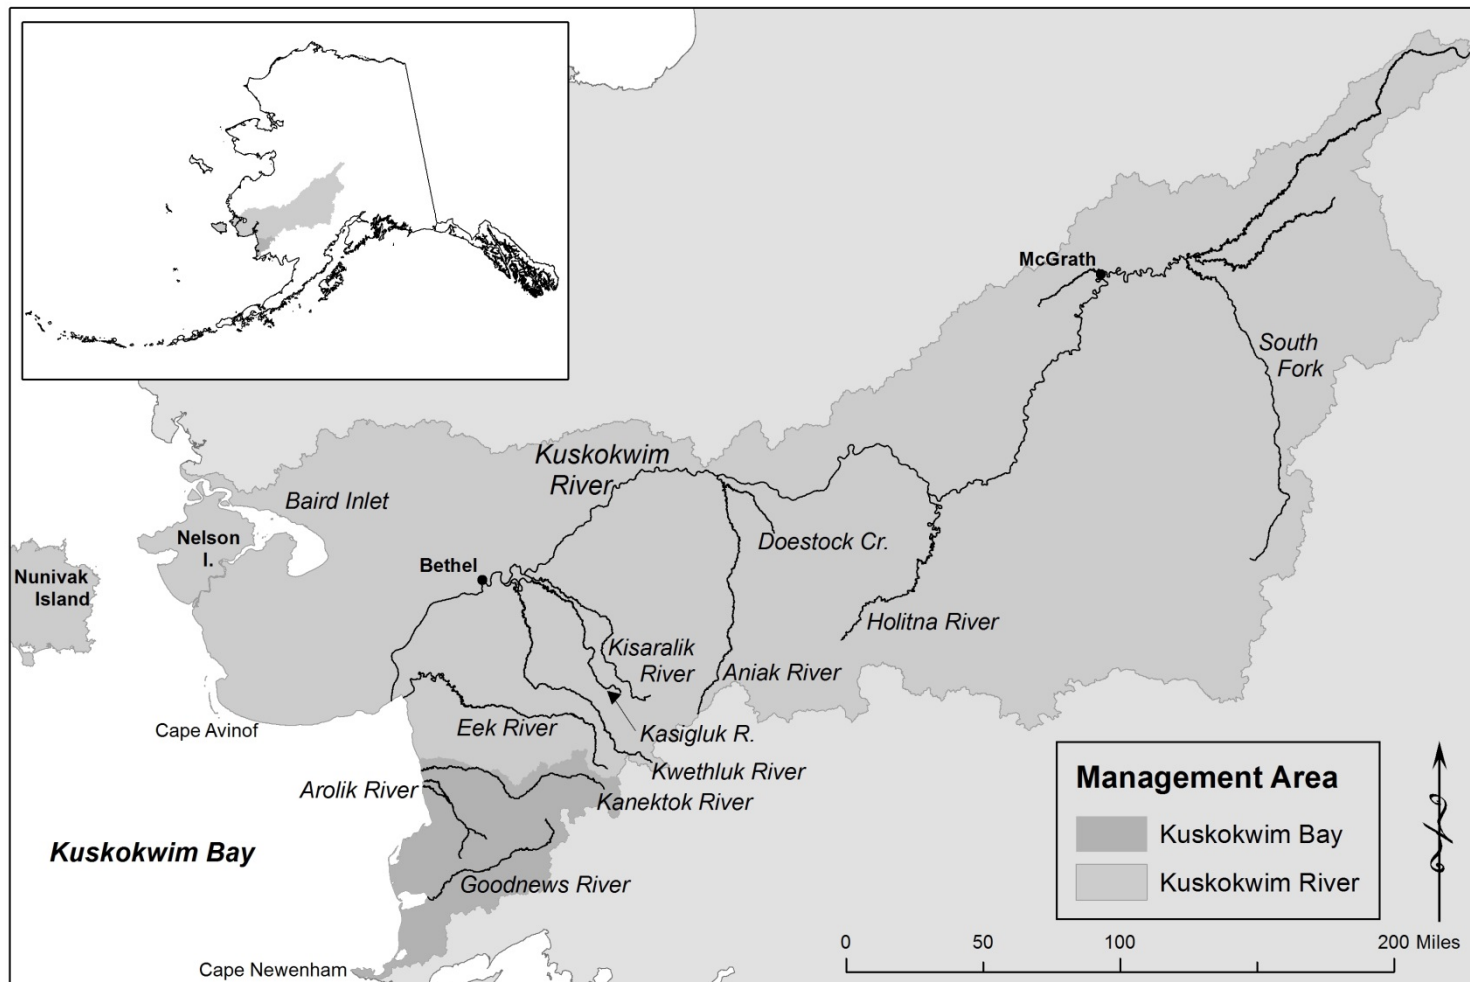 McGrath
South
Fork
Kuskokwim
River
Baird Inlet
Nelson
I.
Doestock Cr.
Bethel
Nunivak
Island
Holitna River
Kisaralik
River
Aniak River
Cape Avinof
Eek River
Kasigluk R.
Kwethluk River
Arolik River
Kanektok River
Kuskokwim Bay
Goodnews River
Cape Newenham
Management Area
Kuskokwim Bay
Kuskokwim River
0 50 100 200 Miles